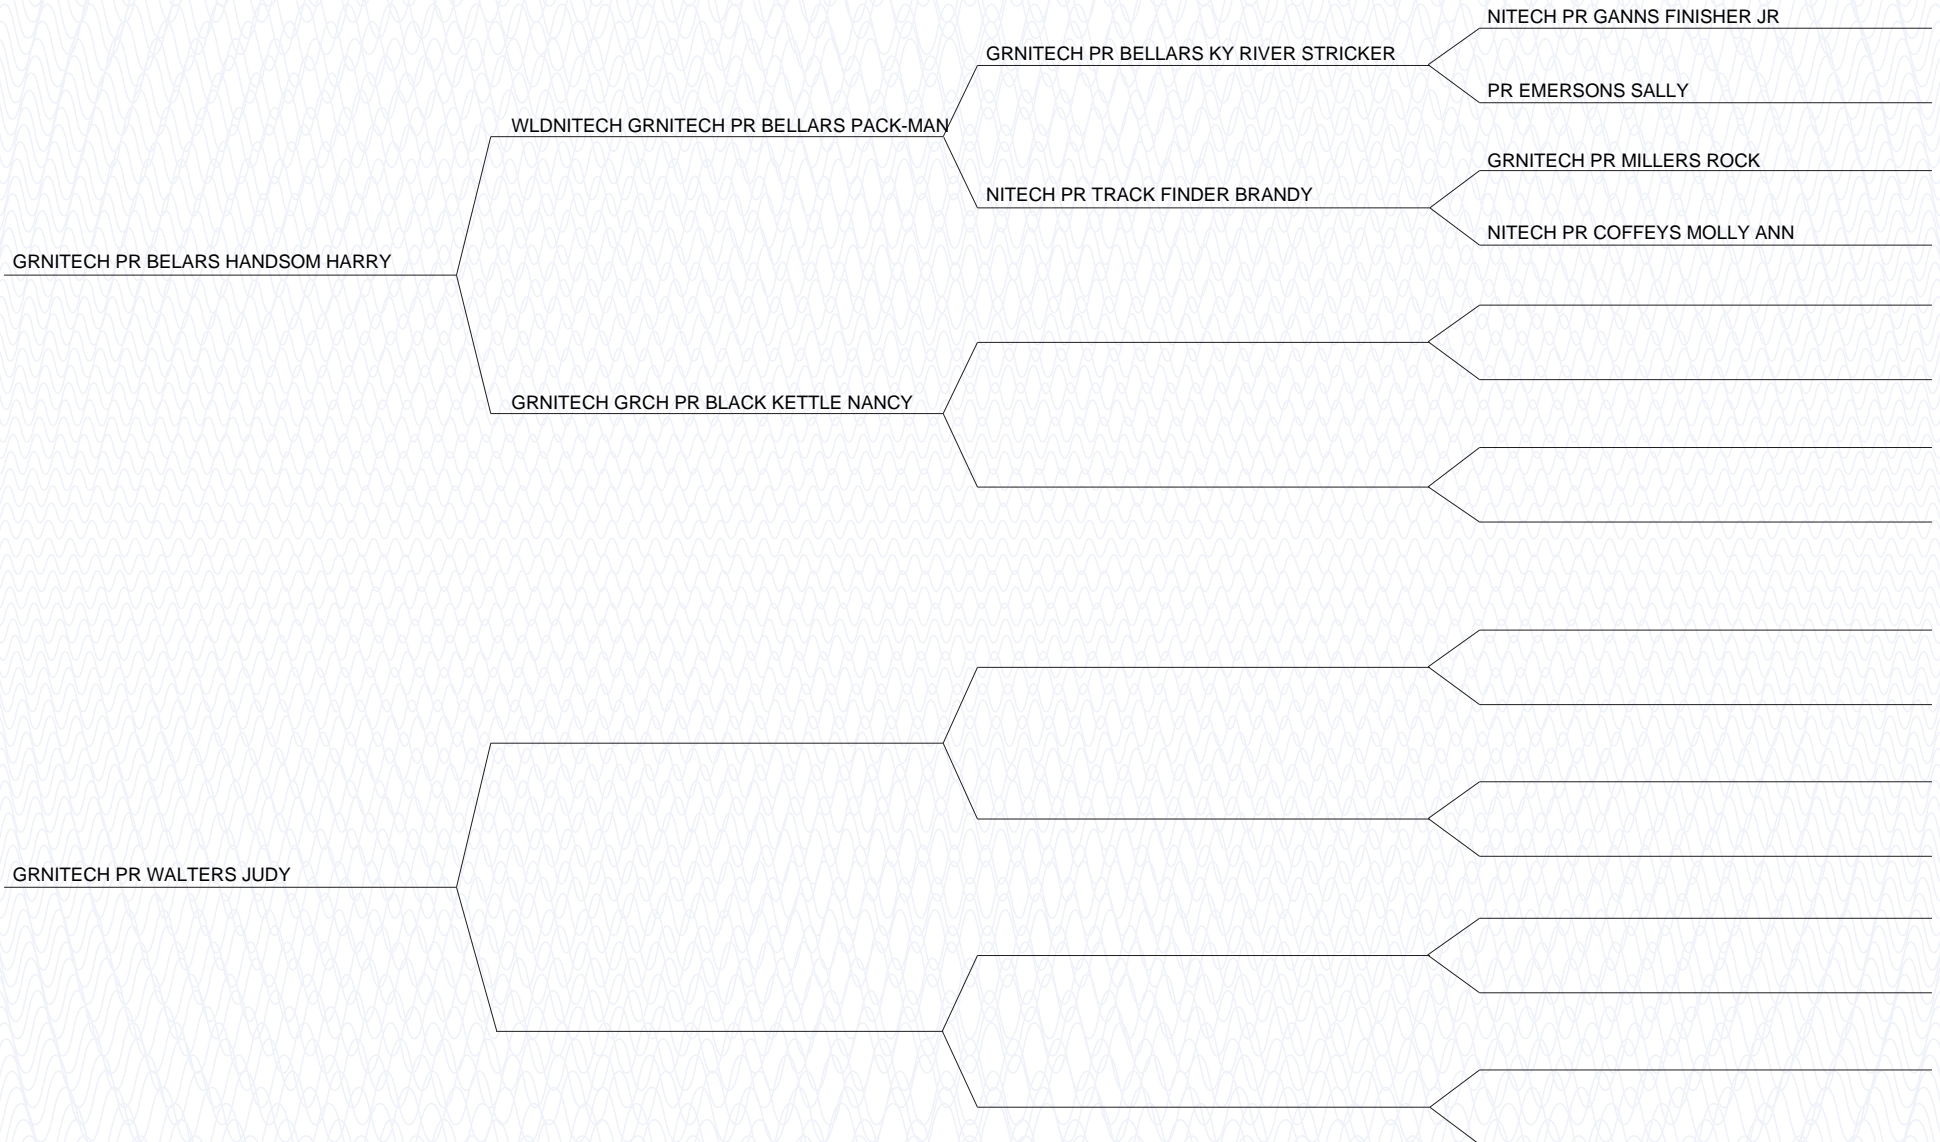 NITECH PR GANNS FINISHER JR
GRNITECH PR BELLARS KY RIVER STRICKER
PR EMERSONS SALLY
WLDNITECH GRNITECH PR BELLARS PACK-MAN
GRNITECH PR MILLERS ROCK
NITECH PR TRACK FINDER BRANDY
NITECH PR COFFEYS MOLLY ANN
GRNITECH PR BELARS HANDSOM HARRY
GRNITECH GRCH PR BLACK KETTLE NANCY
GRNITECH PR WALTERS JUDY